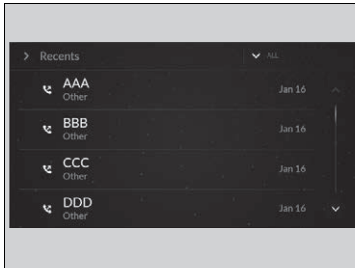 Recents
ALL
AAA
Other
Jan 16
BBB
Other
Jan 16
CCC
Other
Jan 16
DDD
Other
Jan 16